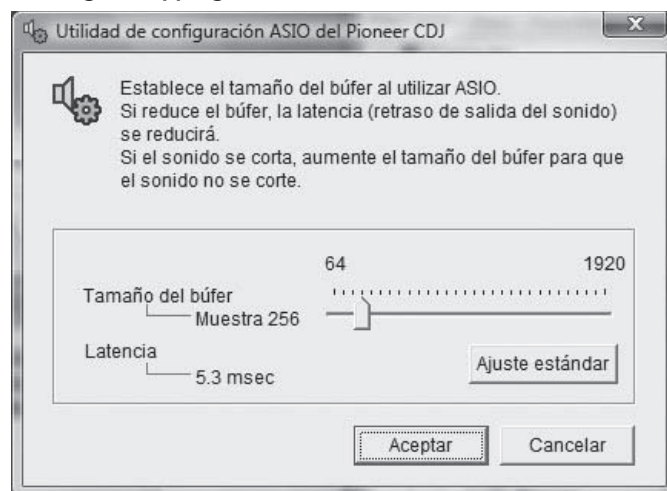 Utilidad de configuración ASIO del Pioneer CDJ
X
Establece el tamaño del búfer al utilizar ASIO.
Si reduce el búfer, la latencia (retraso de salida del sonido)
se reducirá.
Si el sonido se corta, aumente el tamaño del búfer para que
el sonido no se corte.
64 1920
Tamaño del búfer
Muestra 256
Latencia
5.3 msec
Ajuste estándar
Aceptar Cancelar